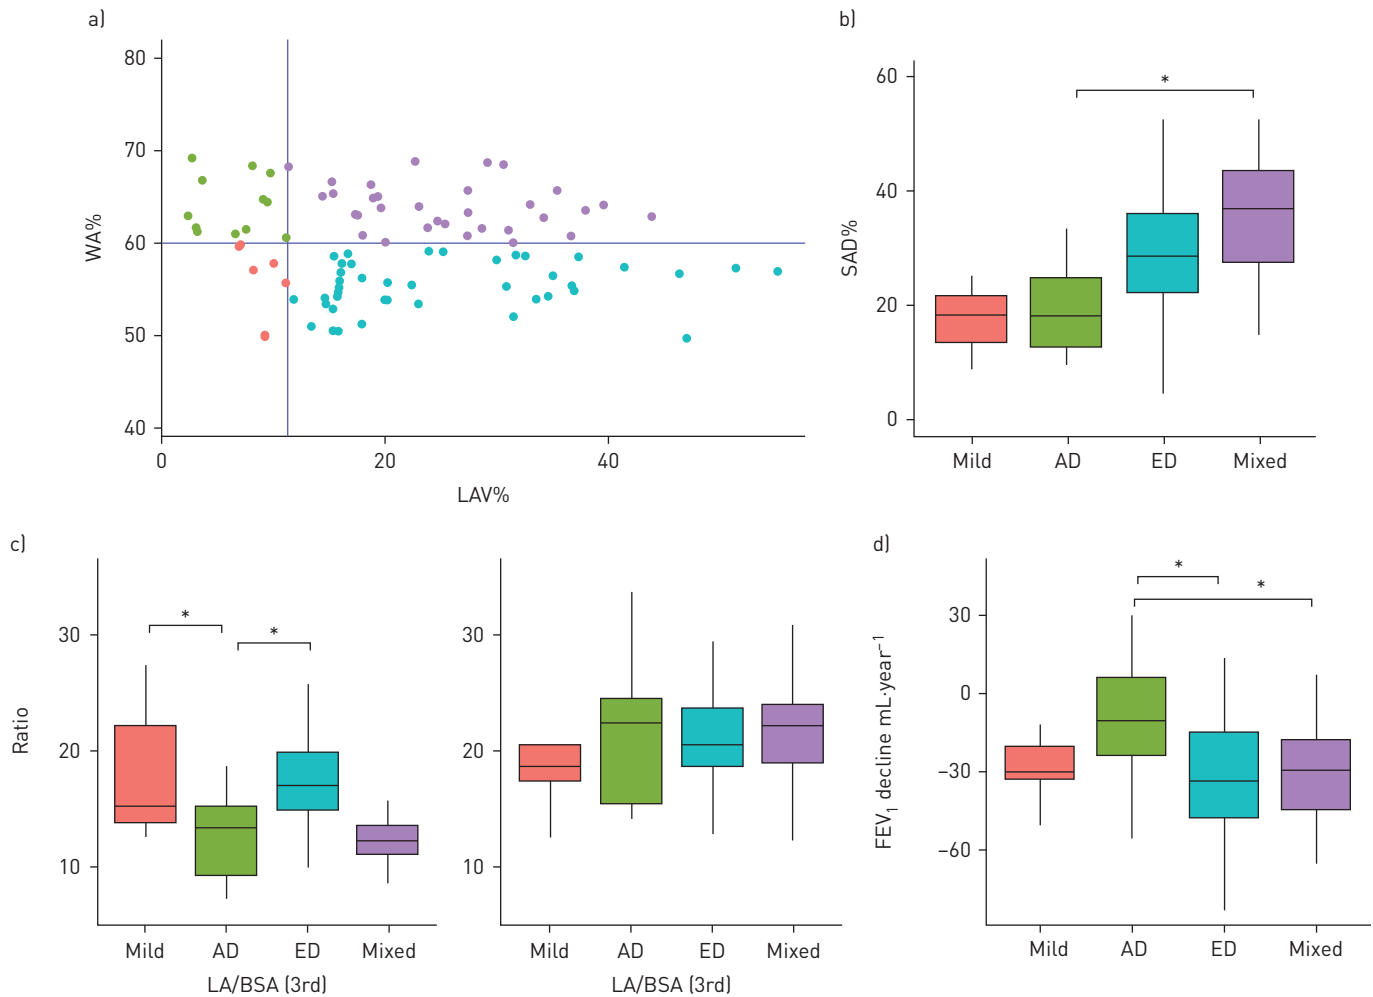 a)
80
70
60
50
40
WA%
0 20 40
LAV%
b)
60
40
20
0
SAD%
*
Mild AD ED Mixed
c)
30
20
10
Ratio
* *
Mild AD ED Mixed
LA/BSA (3rd)
30
20
10
Mild AD ED Mixed
LA/BSA (3rd)
d)
30
0
−30
−60
FEV₁ decline mL·year⁻¹
* *
Mild AD ED Mixed